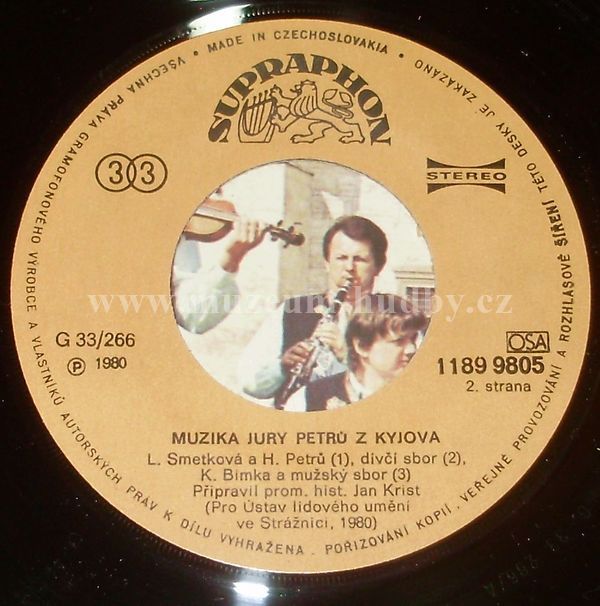 VŠECHNA PRÁVA GRAMOFONOVÉHO VÝROBCE A VLASTNÍKŮ AUTORSKÝCH PRÁV K DÍLU VYHRAŽENA. POŘIZOVÁNÍ KOPIÍ, VEŘEJNÉ PROVOZOVÁNÍ A ROZHLASOVÉ ŠÍŘENÍ TÉTO DESKY JE ZAKÁZÁNO • MADE IN CZECHOSLOVAKIA •
SUPRAPHON
33
STEREO
www.muzeum-hudby.cz
G 33/266
Ⓟ 1980
OSA
1189 9805
2. strana
MUZIKA JURY PETRŮ Z KYJOVA
L. Smetková a H. Petrů (1), dívčí sbor (2),
K. Bimka a mužský sbor (3)
Připravil prom. hist. Jan Krist
(Pro Ústav lidového umění
ve Strážnici, 1980)